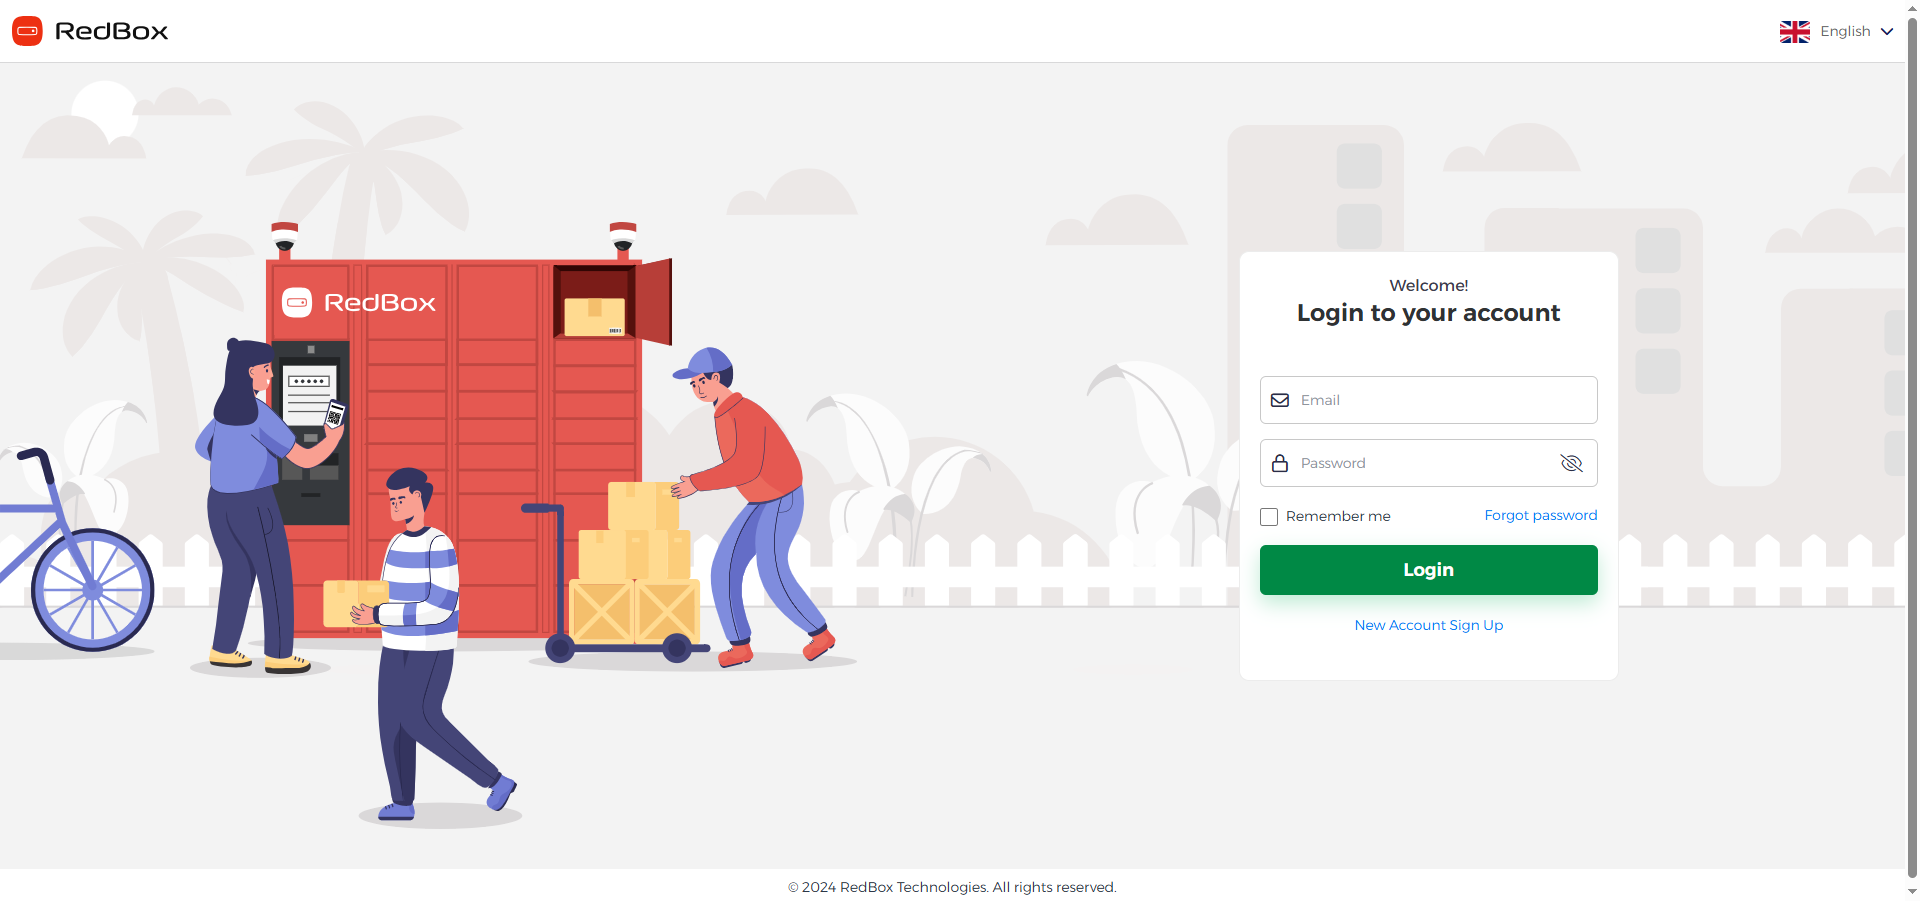 RedBox
English
RedBox
Welcome!
Login to your account
Email
Password
Remember me
Forgot password
Login
New Account Sign Up
© 2024 RedBox Technologies. All rights reserved.